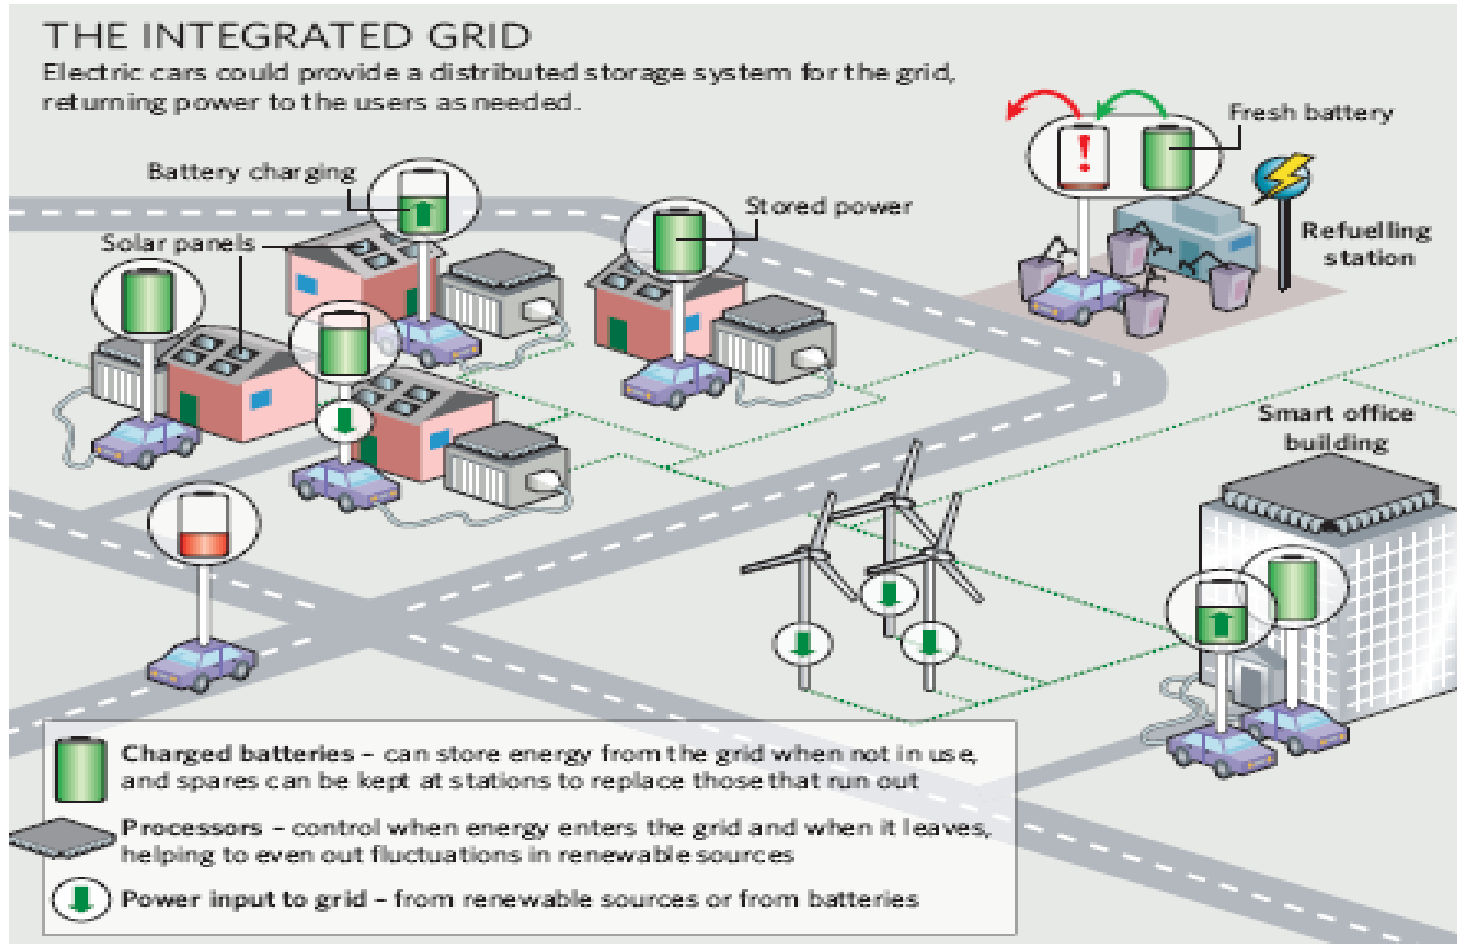 THE INTEGRATED GRID
Electric cars could provide a distributed storage system for the grid,
returning power to the users as needed.
Fresh battery
Battery charging
Stored power
Solar panels
Refuelling
station
Smart office
building
!
Charged batteries – can store energy from the grid when not in use,
and spares can be kept at stations to replace those that run out
Processors – control when energy enters the grid and when it leaves,
helping to even out fluctuations in renewable sources
Power input to grid – from renewable sources or from batteries